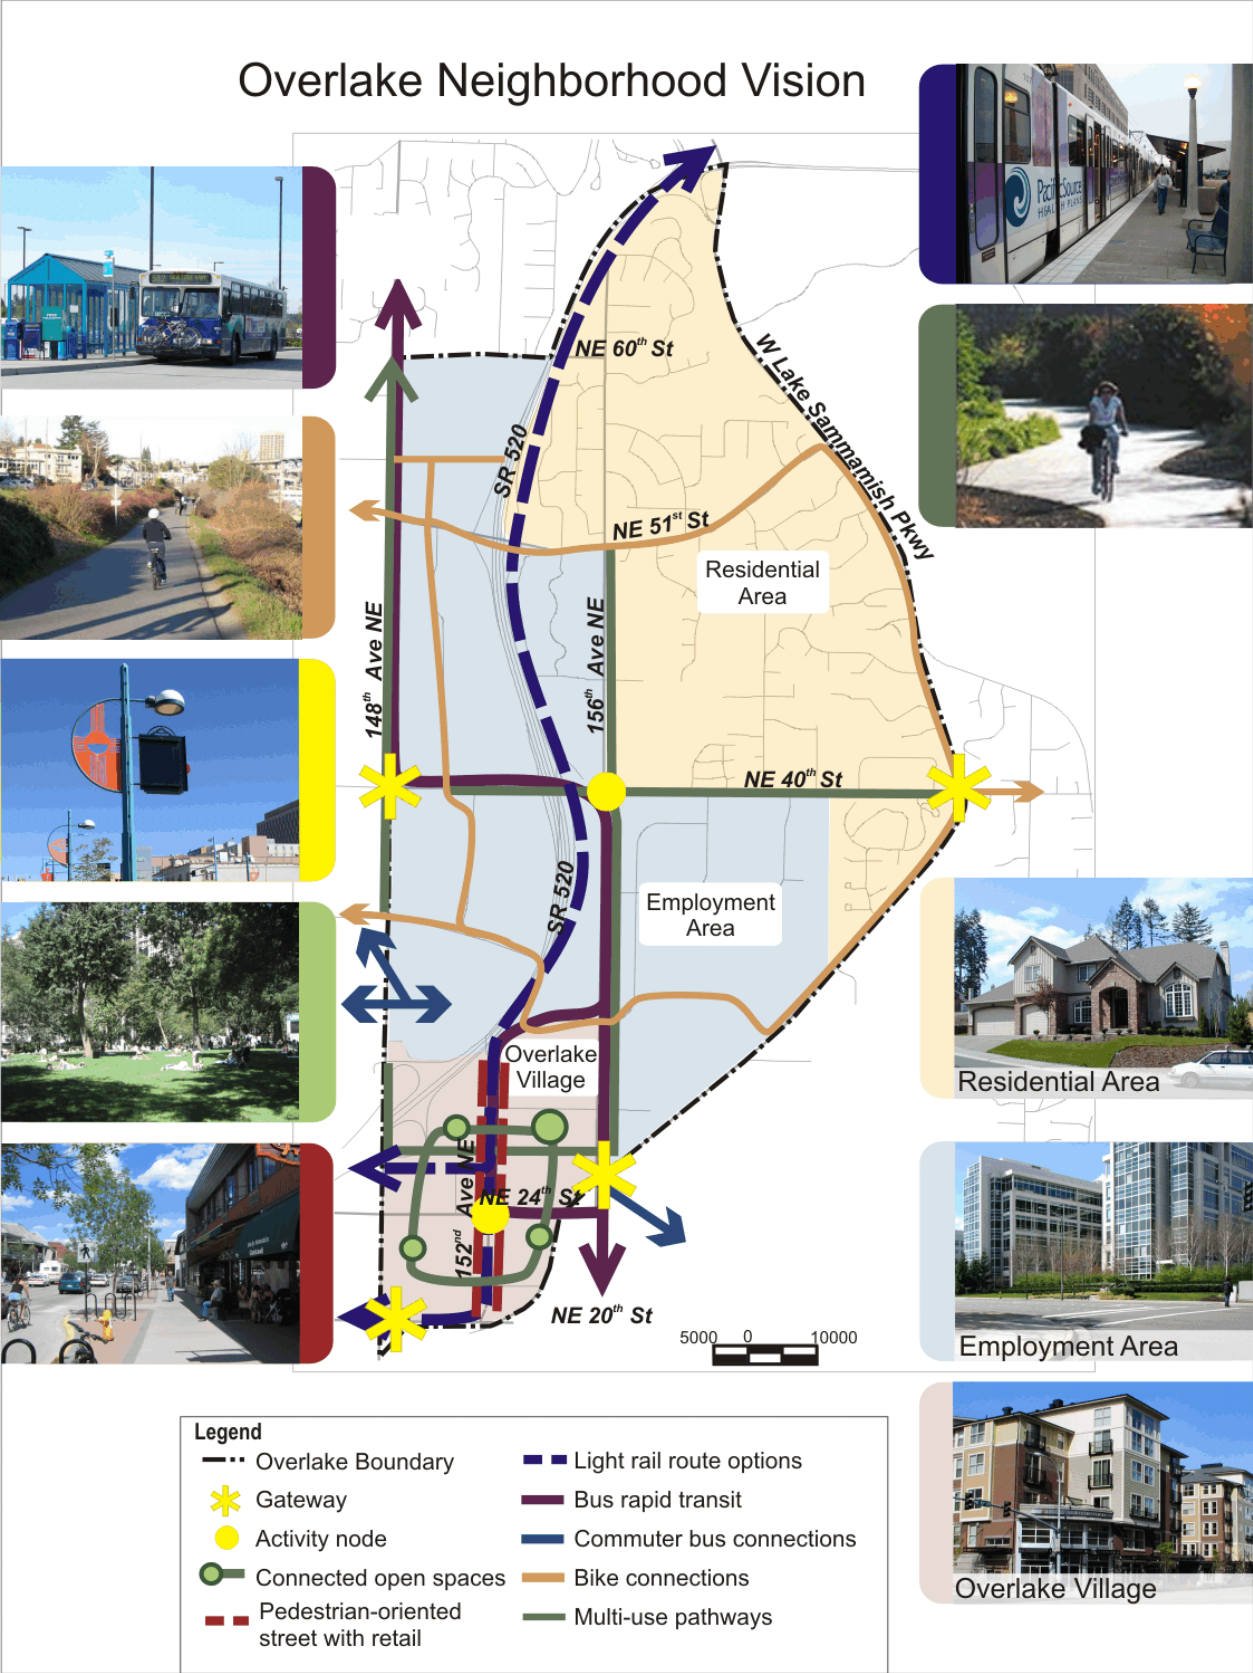 Overlake Neighborhood Vision
PacificSource
HEALTH PLANS
NE 60th St
W Lake Sammamish Pkwy
SR 520
NE 51st St
Residential
Area
148th Ave NE
156th Ave NE
NE 40th St
SR 520
Employment
Area
Overlake
Village
152nd Ave NE
NE 24th St
NE 20th St
5000 0 10000
Residential Area
Employment Area
Overlake Village
Legend
Overlake Boundary
Gateway
Activity node
Connected open spaces
Pedestrian-oriented
street with retail
Light rail route options
Bus rapid transit
Commuter bus connections
Bike connections
Multi-use pathways